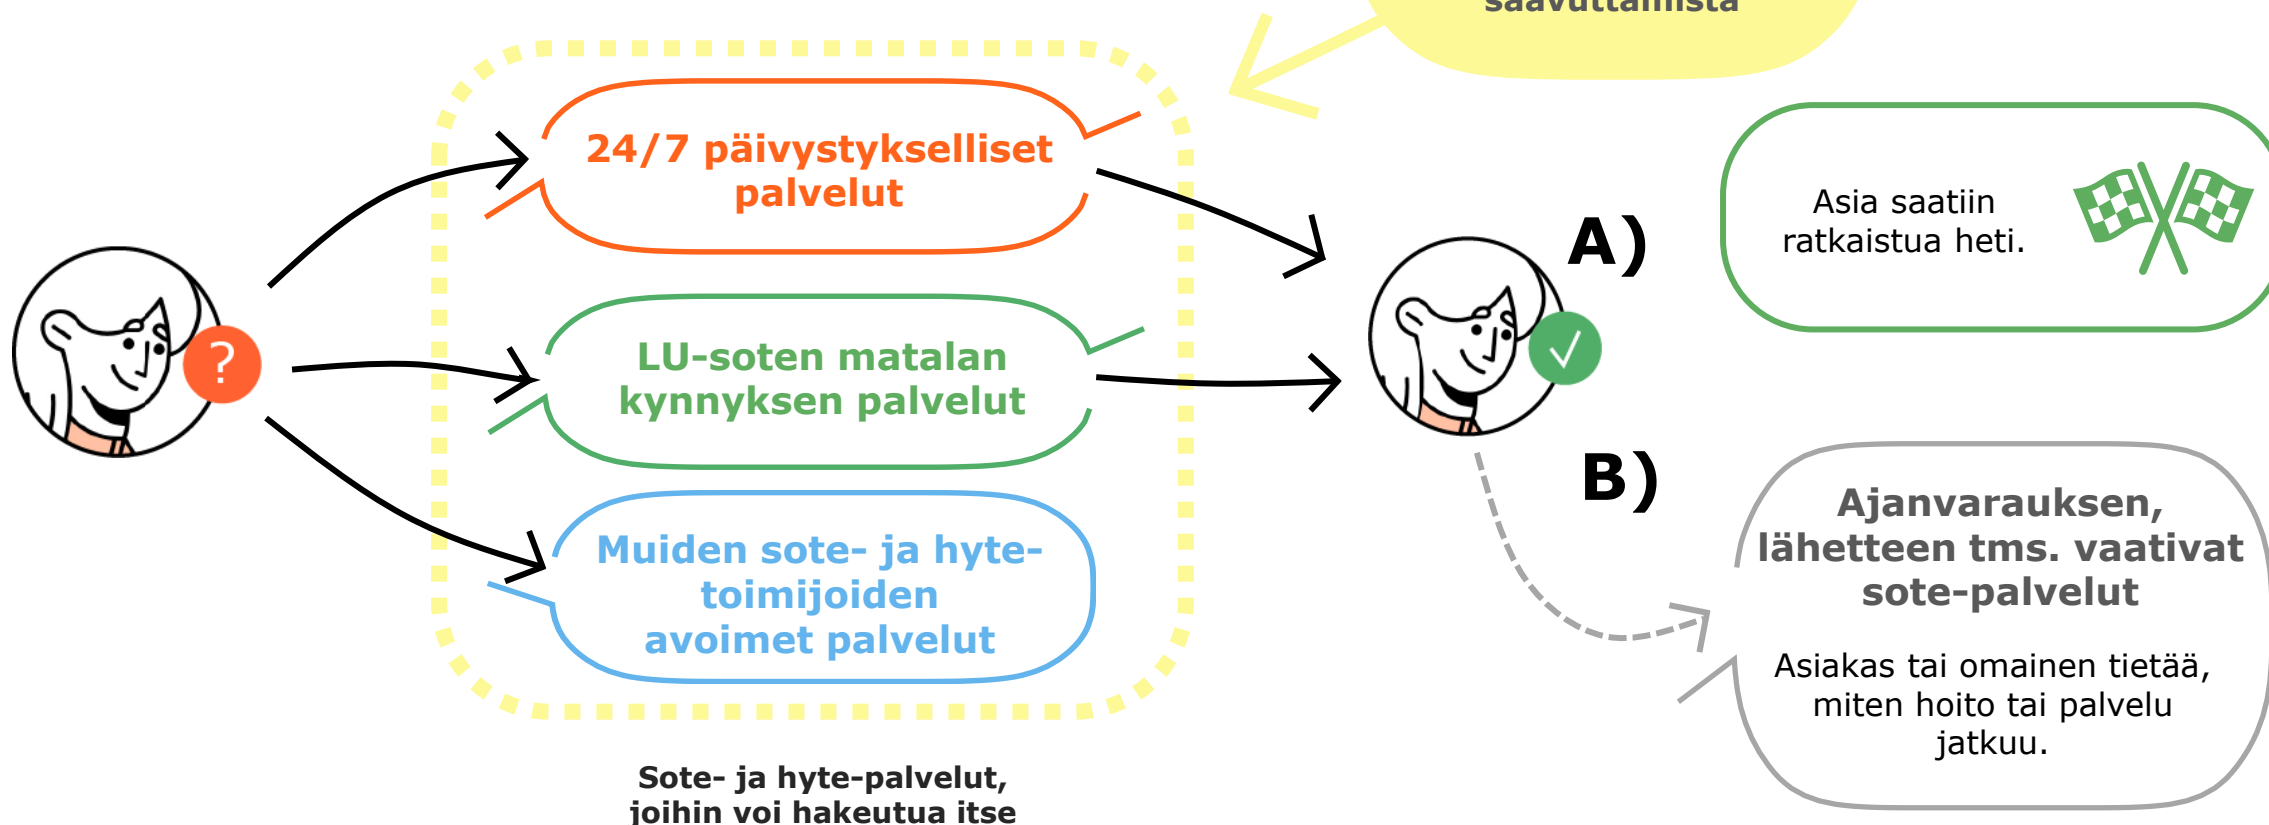 saavuttamista
24/7 päivystykselliset
palvelut
LU-soten matalan
kynnyksen palvelut
Muiden sote- ja hyte-
toimijoiden
avoimet palvelut
Sote- ja hyte-palvelut,
joihin voi hakeutua itse
?
A)
Asia saatiin
ratkaistua heti.
B)
Ajanvarauksen,
lähetteen tms. vaativat
sote-palvelut
Asiakas tai omainen tietää,
miten hoito tai palvelu
jatkuu.